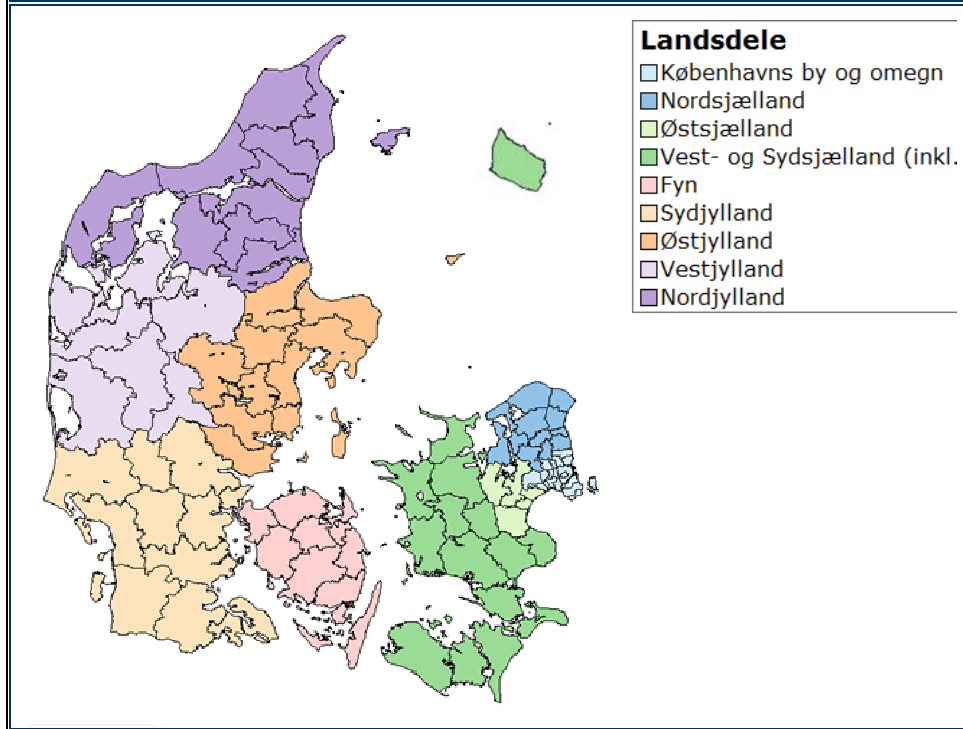 Landsdele
Københavns by og omegn
Nordsjælland
Østsjælland
Vest- og Sydsjælland (inkl.
Fyn
Sydjylland
Østjylland
Vestjylland
Nordjylland